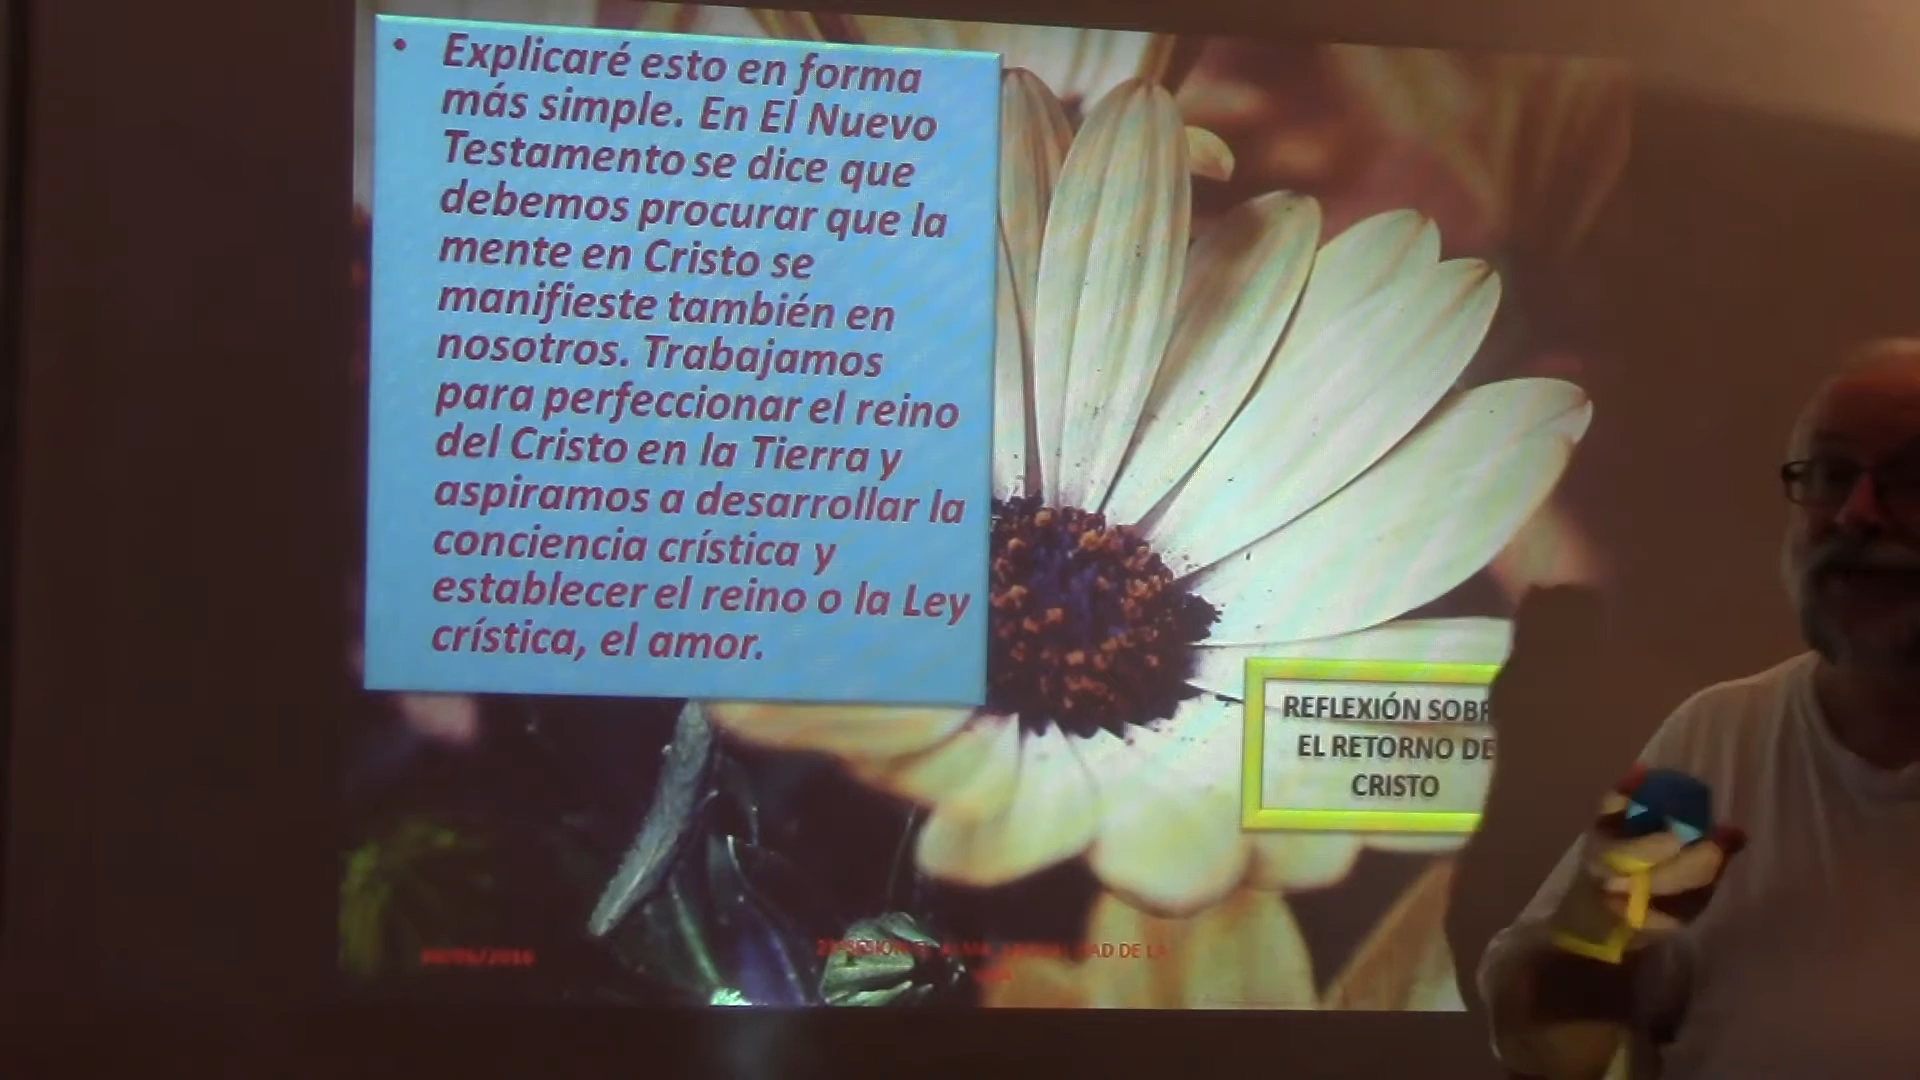 • Explicaré esto en forma
más simple. En El Nuevo
Testamento se dice que
debemos procurar que la
mente en Cristo se
manifieste también en
nosotros. Trabajamos
para perfeccionar el reino
del Cristo en la Tierra y
aspiramos a desarrollar la
conciencia crística y
establecer el reino o la Ley
crística, el amor.
REFLEXIÓN SOBR
EL RETORNO DE
CRISTO
DE LA